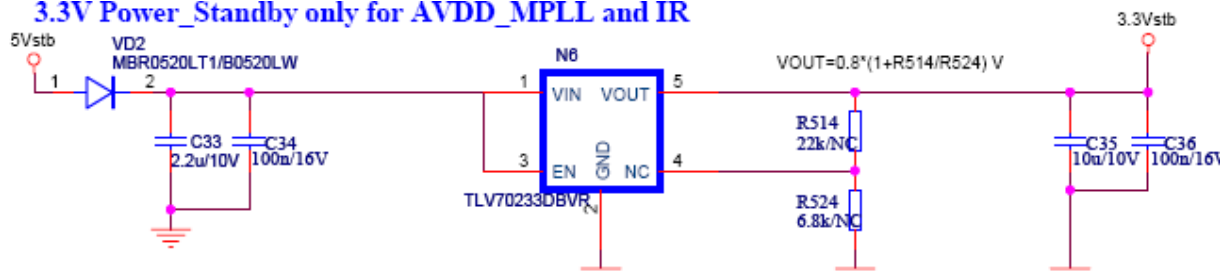 3.3V Power_Standby only for AVDD_MPLL and IR
5Vstb
VD2
MBR0520LT1/B0520LW
1
2
C33
2.2u/10V
C34
100n/16V
N6
1
VIN
VOUT
5
3
EN
GND
NC
4
2
TLV70233DBVR
VOUT=0.8*(1+R514/R524) V
R514
22k/NC
R524
6.8k/NC
3.3Vstb
C35
10u/10V
C36
100n/16V